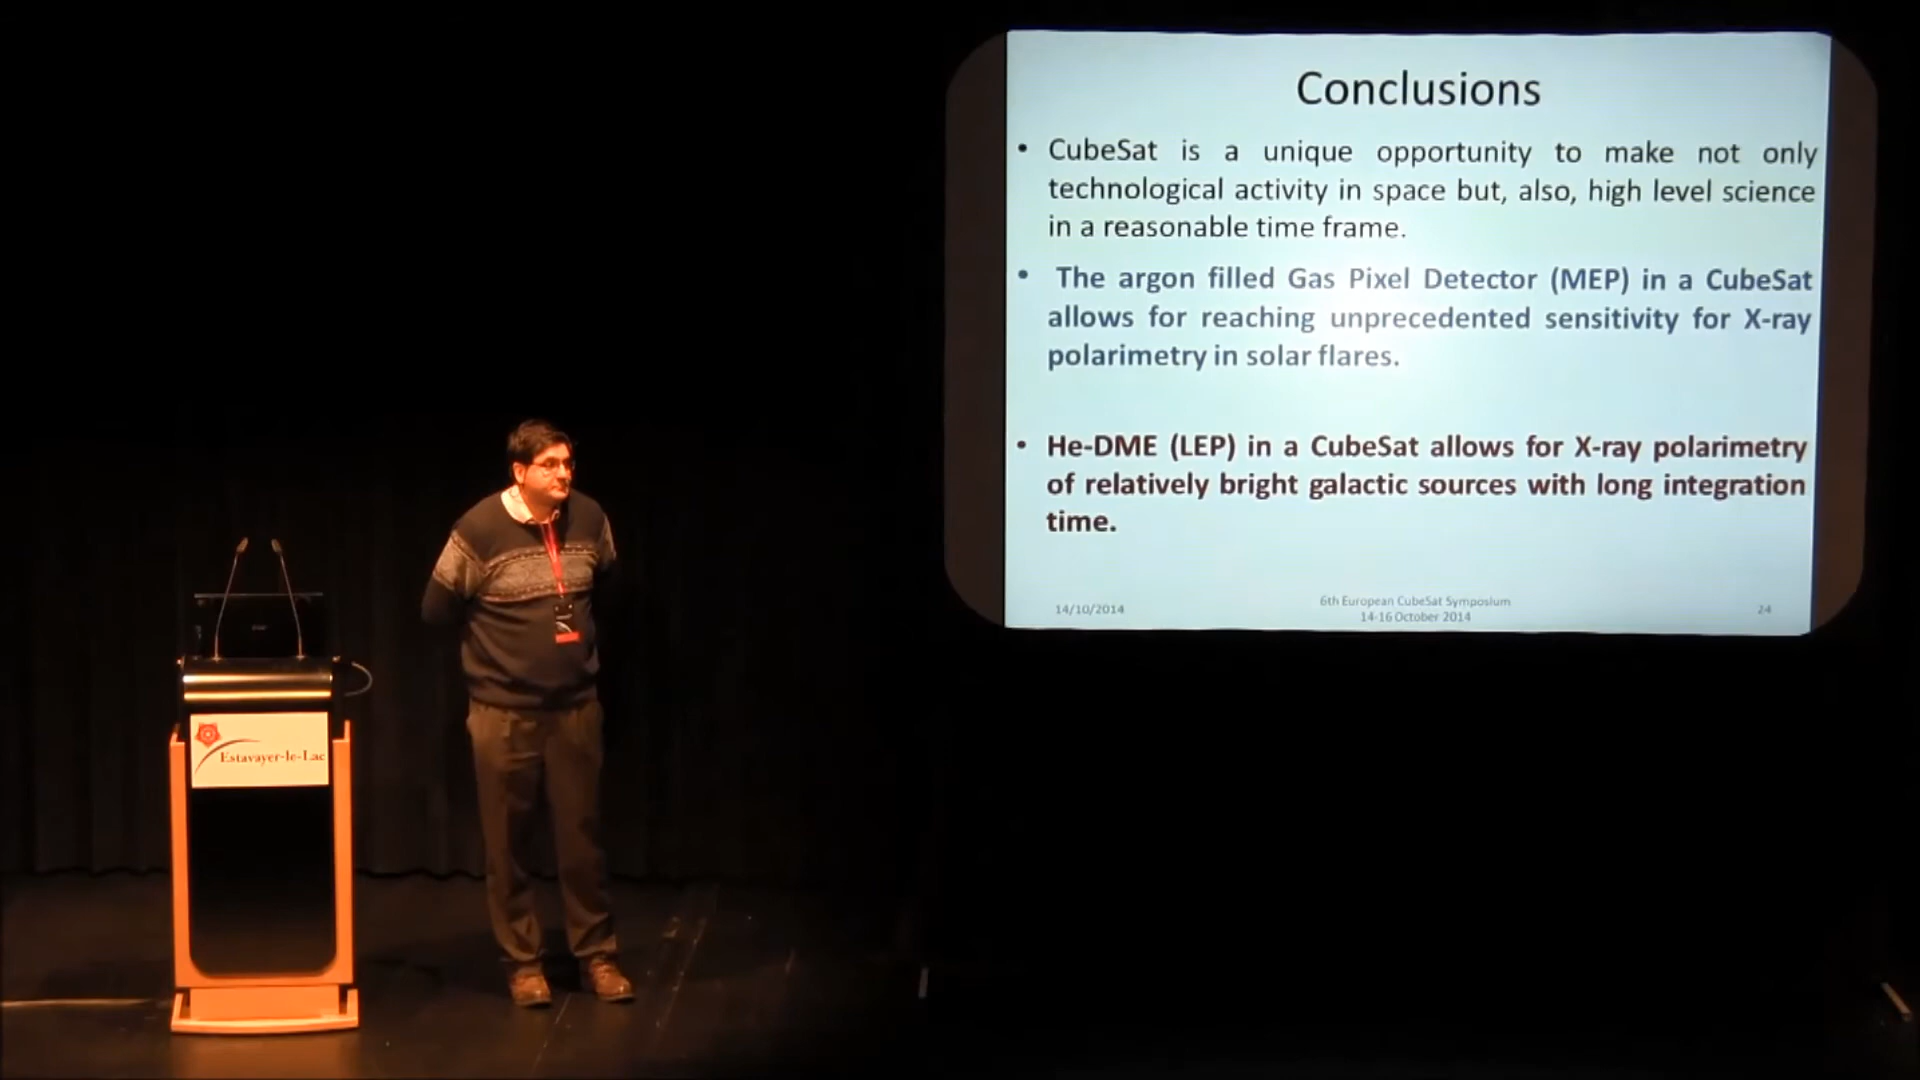 Conclusions
• CubeSat is a unique opportunity to make not only
technological activity in space but, also, high level science
in a reasonable time frame.
• The argon filled Gas Pixel Detector (MEP) in a CubeSat
allows for reaching unprecedented sensitivity for X-ray
polarimetry in solar flares.
• He-DME (LEP) in a CubeSat allows for X-ray polarimetry
of relatively bright galactic sources with long integration
time.
14/10/2014
6th European CubeSat Symposium
14-16 October 2014
24
Estavayer-le-Lac